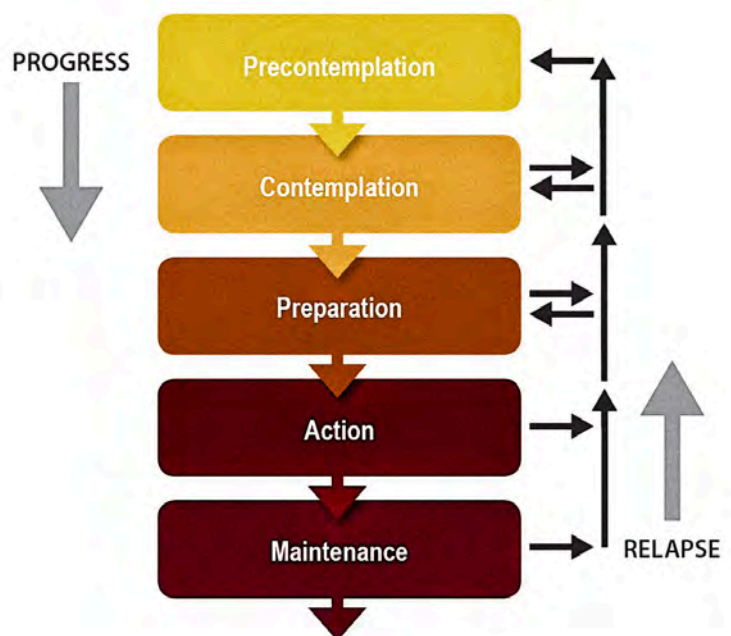 PROGRESS
Precontemplation
Contemplation
Preparation
Action
Maintenance
RELAPSE